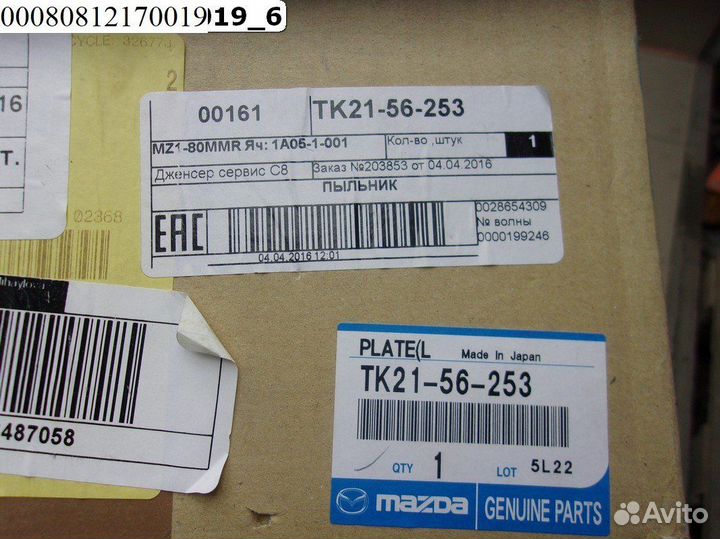 00080812170019019_6
CYCLE: 326773
2
16
Т.
02368
00161 TK21-56-253
MZ1-80MMR Яч: 1A05-1-001 Кол-во ,штук 1
Дженсер сервис С8 Заказ №203853 от 04.04.2016
ПЫЛЬНИК
EAC
0028654309
№ волны
0000199246
04.04.2016 12:01
487058
PLATE(L Made In Japan
TK21-56-253
QTY 1 LOT 5L22
mazda GENUINE PARTS
Avito